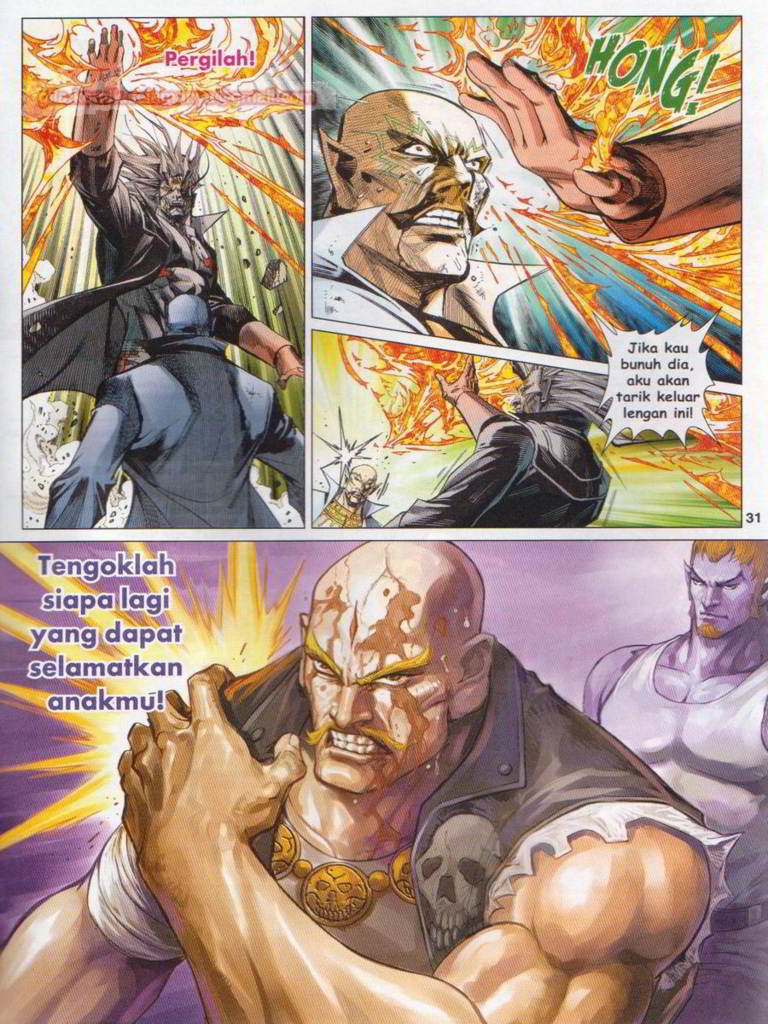 Pergilah!
HONG!
Jika kau
bunuh dia,
aku akan
tarik keluar
lengan ini!
31
Tengoklah
siapa lagi
yang dapat
selamatkan
anakmu!